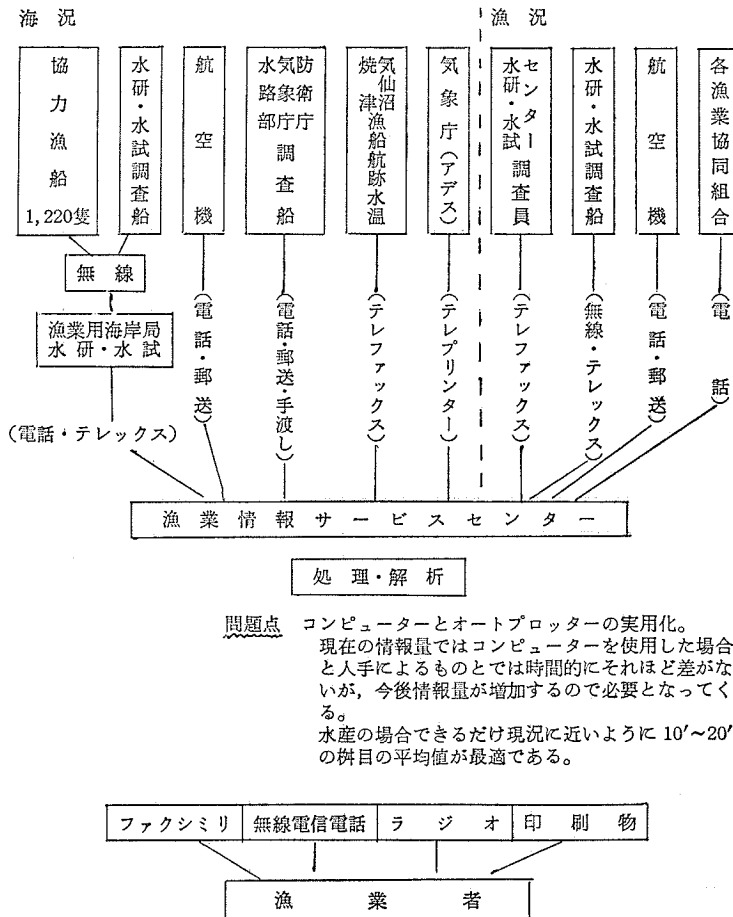 海況
漁況
協力漁船
1,220隻
水研・水試調査船
航空機
水路部
気象庁
防衛庁
調査船
焼津
気仙沼
漁船航跡水温
気象庁(アデス)
水研・水試
センター
調査員
水研・水試調査船
航空機
各漁業協同組合
無線
漁業用海岸局
水研・水試
(電話・テレックス)
(電話・郵送)
(電話・郵送・手渡し)
(テレファックス)
(テレプリンター)
(テレファックス)
(無線・テレックス)
(電話・郵送)
(電話)
漁業情報サービスセンター
処理・解析
問題点 コンピューターとオートプロッターの実用化。
現在の情報量ではコンピューターを使用した場合
と人手によるものとでは時間的にそれほど差がな
いが，今後情報量が増加するので必要となってく
る。
水産の場合できるだけ現況に近いように 10′～20′
の桝目の平均値が最適である。
ファクシミリ
無線電信電話
ラジオ
印刷物
漁業者